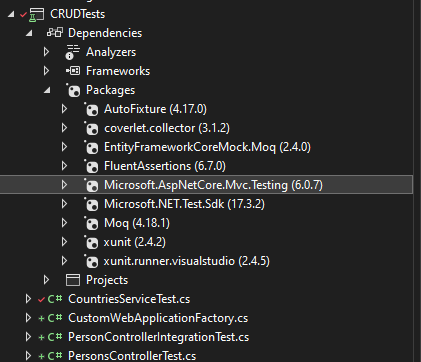 CRUDTests
Dependencies
Analyzers
Frameworks
Packages
AutoFixture (4.17.0)
coverlet.collector (3.1.2)
EntityFrameworkCoreMock.Moq (2.4.0)
FluentAssertions (6.7.0)
Microsoft.AspNetCore.Mvc.Testing (6.0.7)
Microsoft.NET.Test.Sdk (17.3.2)
Moq (4.18.1)
xunit (2.4.2)
xunit.runner.visualstudio (2.4.5)
Projects
C# CountriesServiceTest.cs
+ C# CustomWebApplicationFactory.cs
+ C# PersonControllerIntegrationTest.cs
+ C# PersonsControllerTest.cs